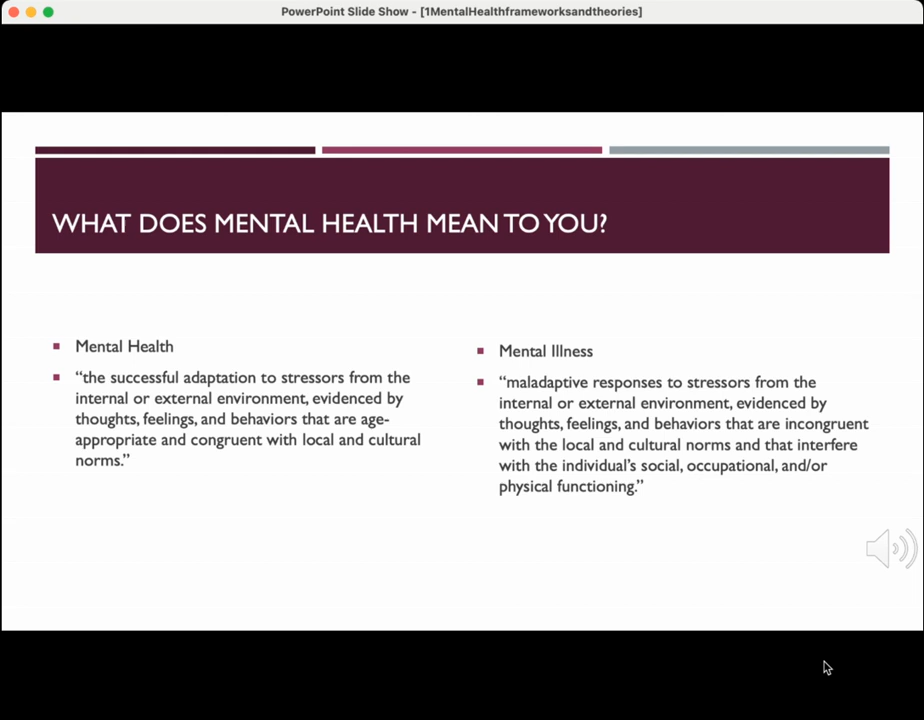 PowerPoint Slide Show - [1MentalHealthframeworksandtheories]
WHAT DOES MENTAL HEALTH MEAN TO YOU?
Mental Health
“the successful adaptation to stressors from the
internal or external environment, evidenced by
thoughts, feelings, and behaviors that are age-
appropriate and congruent with local and cultural
norms.”
Mental Illness
“maladaptive responses to stressors from the
internal or external environment, evidenced by
thoughts, feelings, and behaviors that are incongruent
with the local and cultural norms and that interfere
with the individual’s social, occupational, and/or
physical functioning.”